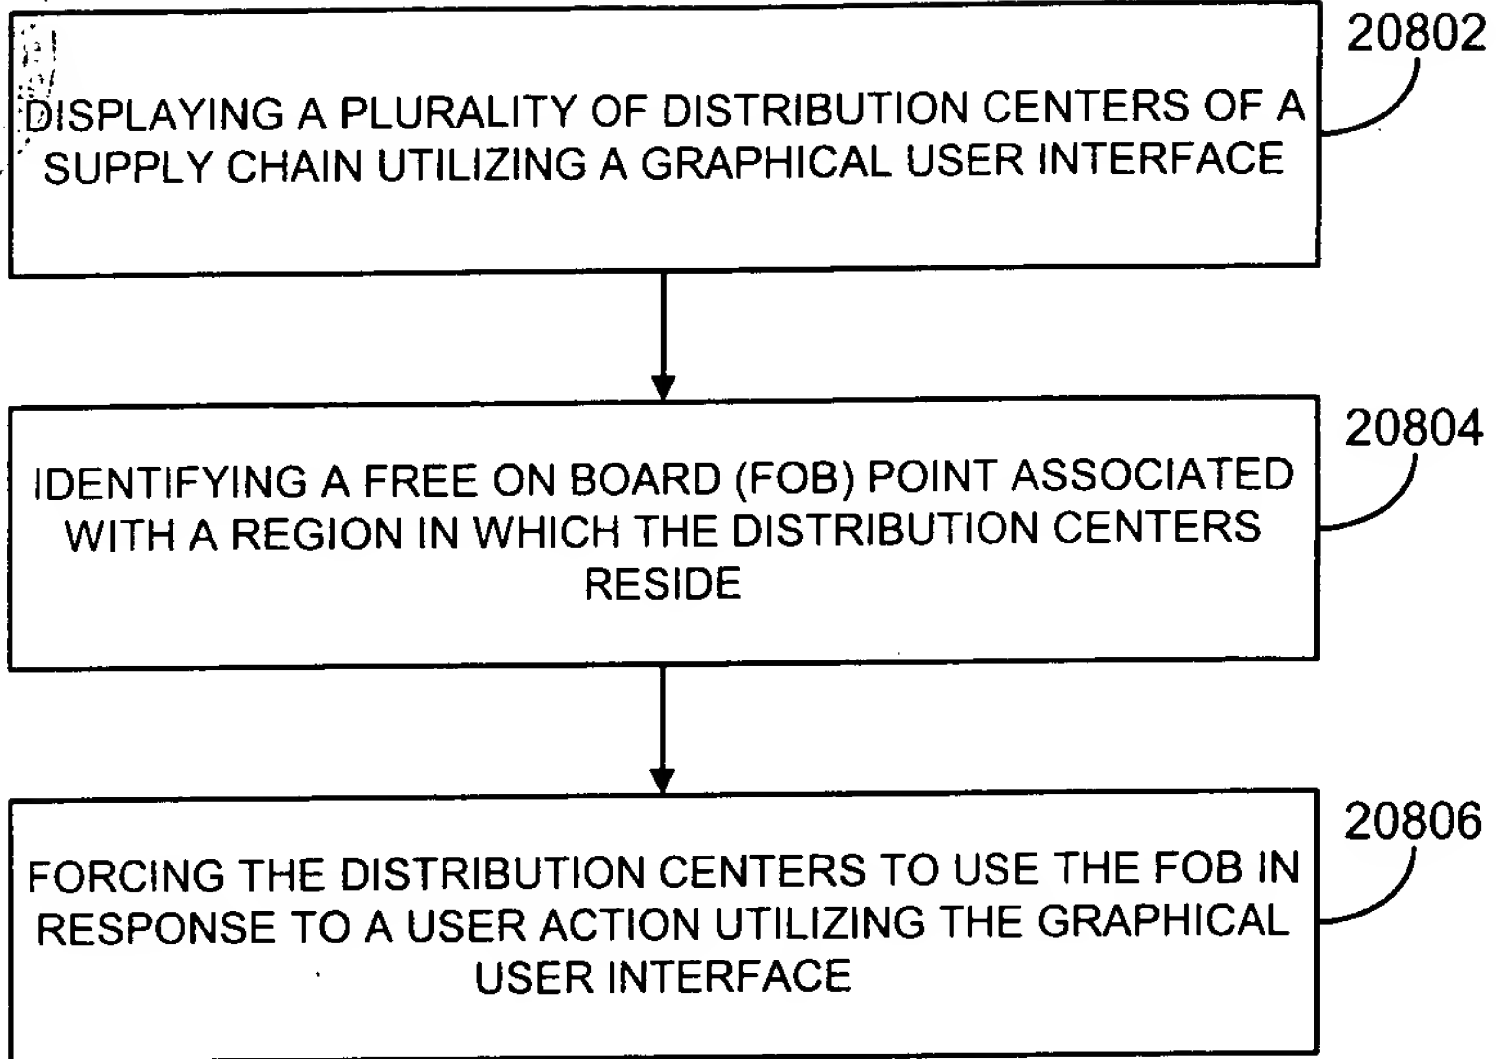 20802
DISPLAYING A PLURALITY OF DISTRIBUTION CENTERS OF A
SUPPLY CHAIN UTILIZING A GRAPHICAL USER INTERFACE
20804
IDENTIFYING A FREE ON BOARD (FOB) POINT ASSOCIATED
WITH A REGION IN WHICH THE DISTRIBUTION CENTERS
RESIDE
20806
FORCING THE DISTRIBUTION CENTERS TO USE THE FOB IN
RESPONSE TO A USER ACTION UTILIZING THE GRAPHICAL
USER INTERFACE